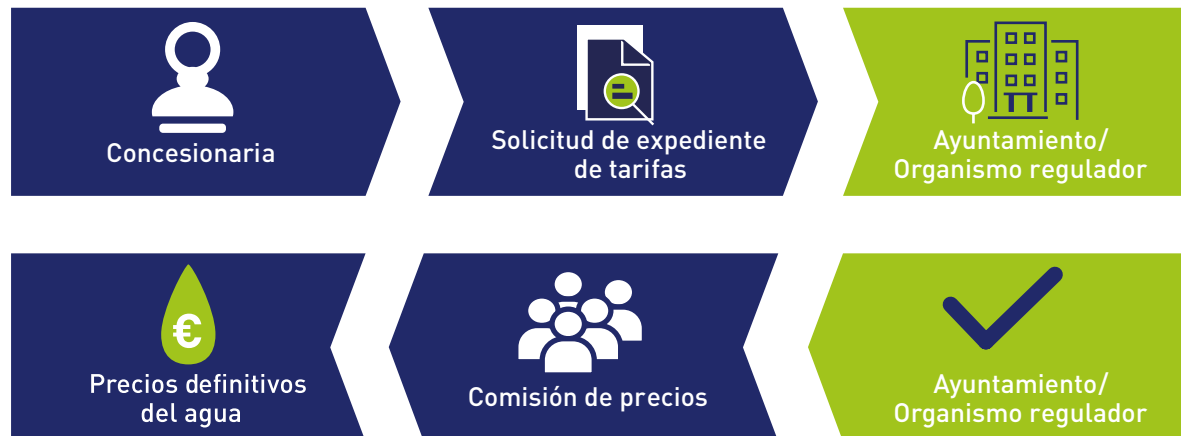 Concesionaria
Solicitud de expediente
de tarifas
Ayuntamiento/
Organismo regulador
€
Precios definitivos
del agua
Comisión de precios
Ayuntamiento/
Organismo regulador